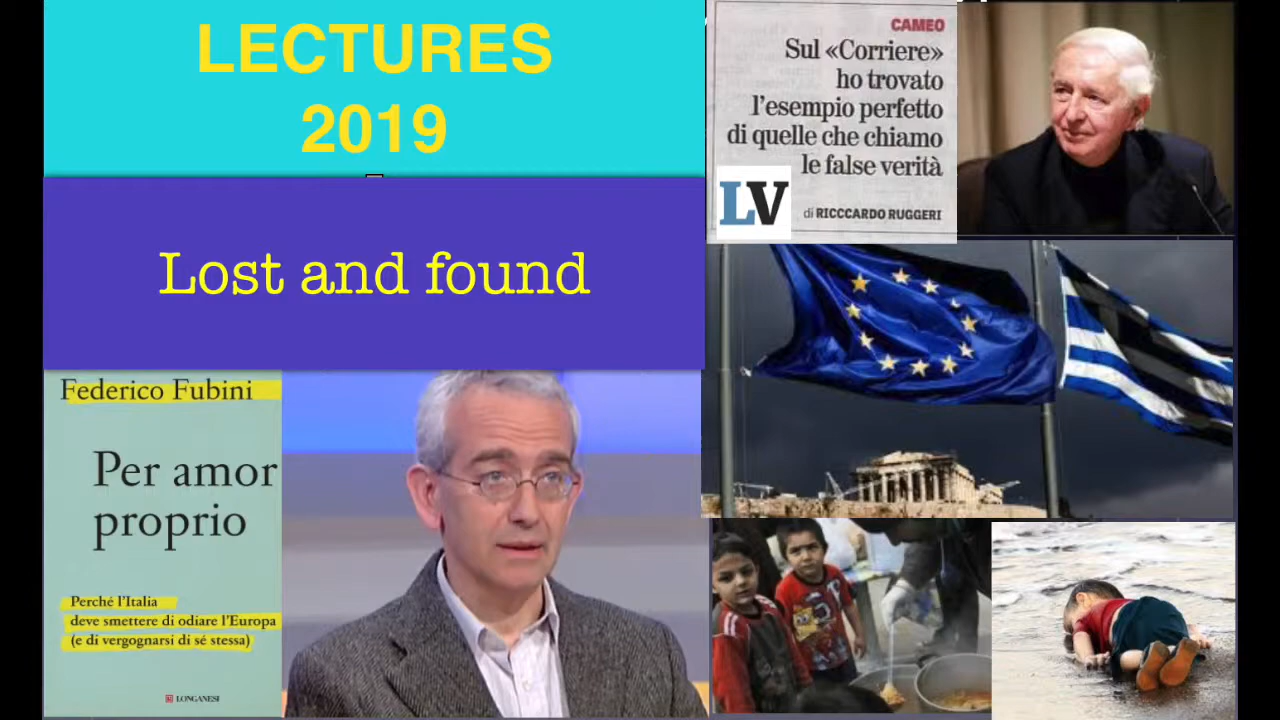 LECTURES
2019
Lost and found
CAMEO
Sul «Corriere»
ho trovato
l'esempio perfetto
di quelle che chiamo
le false verità
LV
di RICCCARDO RUGGERI
Federico Fubini
Per amor
proprio
Perché l'Italia
deve smettere di odiare l'Europa
(e di vergognarsi di sé stessa)
LONGANESI